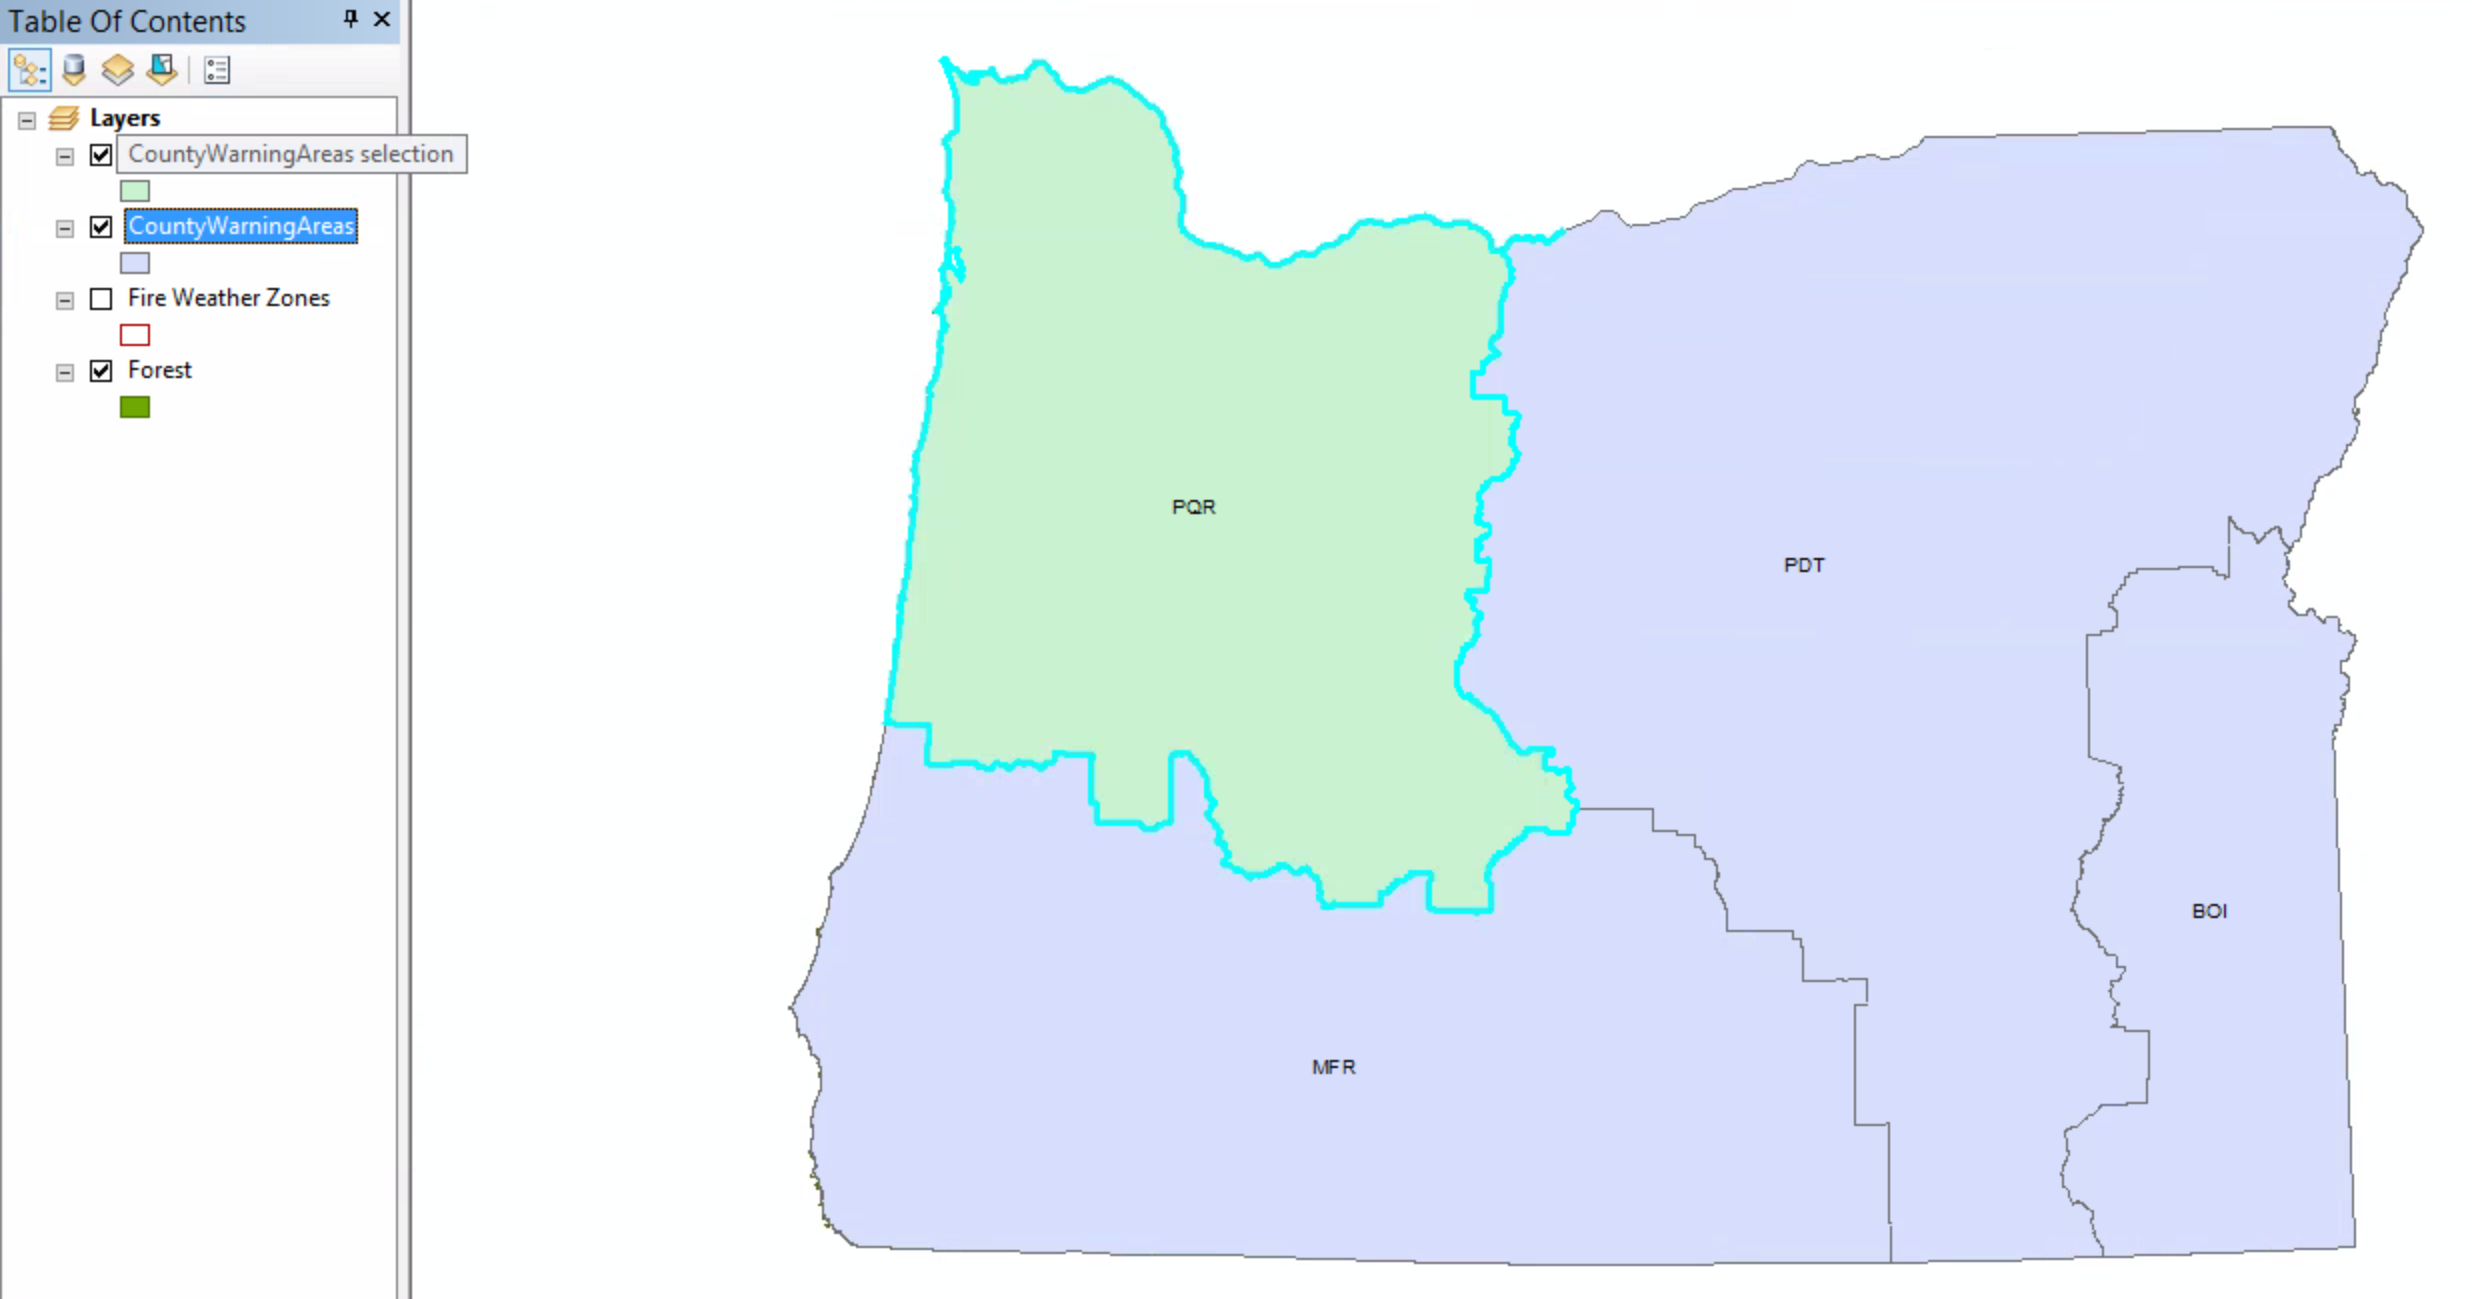 Table Of Contents
Layers
CountyWarningAreas selection
CountyWarningAreas
Fire Weather Zones
Forest
PQR
PDT
BOI
MFR